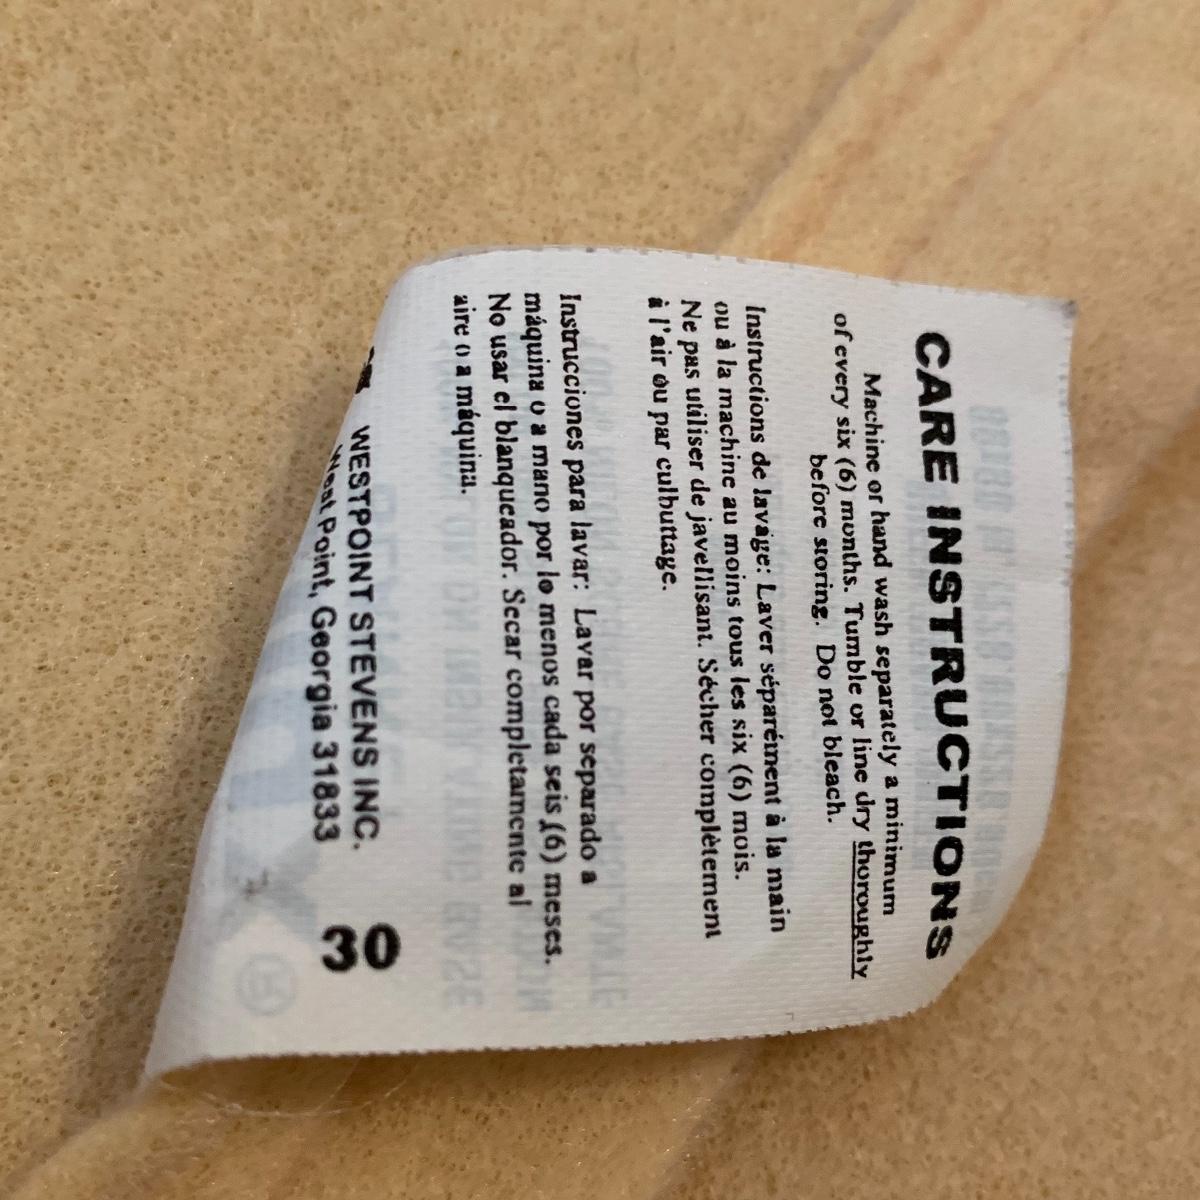 CARE INSTRUCTIONS
Machine or hand wash separately a minimum
of every six (6) months. Tumble or line dry thoroughly
before storing. Do not bleach.
Instructions de lavage: Laver séparément à la main
ou à la machine au moins tous les six (6) mois.
Ne pas utiliser de javellisant. Sécher complètement
à l'air ou par culbuttage.
Instrucciones para lavar: Lavar por separado a
máquina o a mano por lo menos cada seis (6) meses.
No usar el blanqueador. Secar completamente al
aire o a máquina.
WESTPOINT STEVENS INC.
West Point, Georgia 31833
30